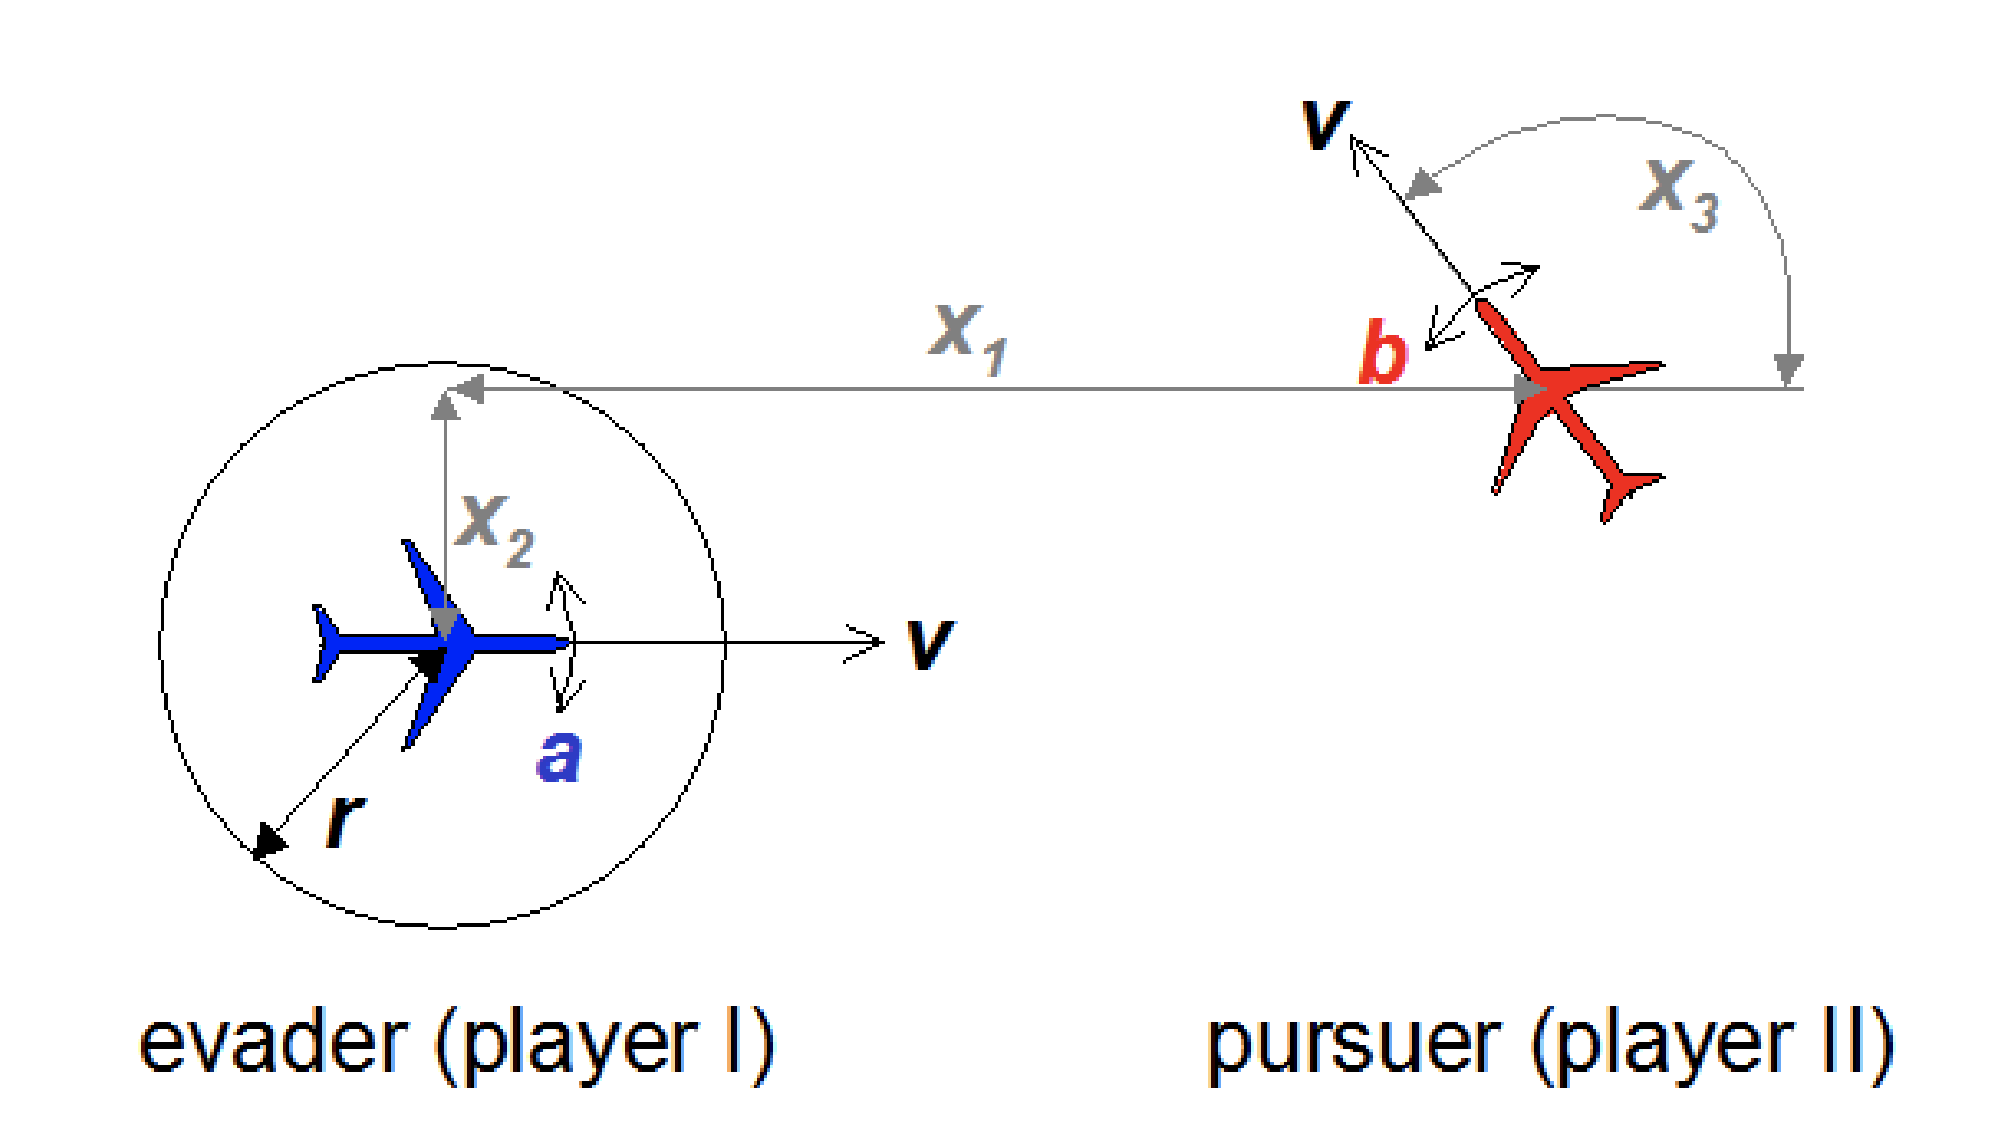 v
x3
x1
b
x2
v
a
r
evader (player I)
pursuer (player II)